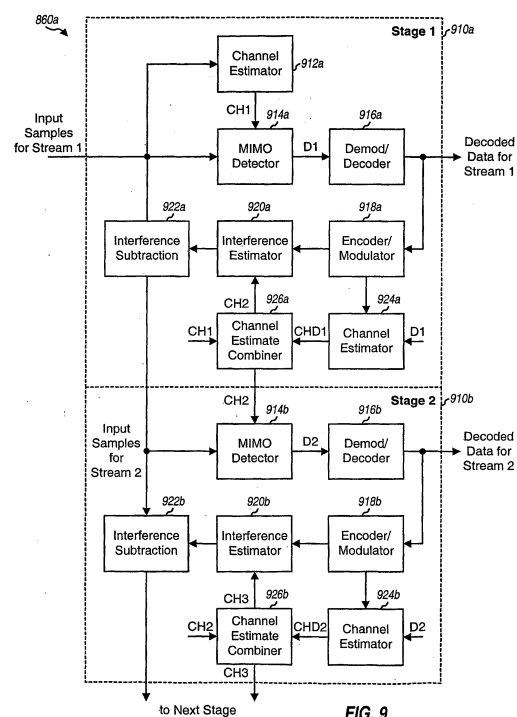 860a
Stage 1
910a
Channel
Estimator
912a
CH1
Input
Samples
for Stream 1
914a
MIMO
Detector
D1
916a
Demod/
Decoder
Decoded
Data for
Stream 1
922a
Interference
Subtraction
920a
Interference
Estimator
918a
Encoder/
Modulator
CH2
926a
924a
CH1
Channel
Estimate
Combiner
CHD1
Channel
Estimator
D1
CH2
Stage 2
910b
Input
Samples
for
Stream 2
914b
MIMO
Detector
D2
916b
Demod/
Decoder
Decoded
Data for
Stream 2
922b
Interference
Subtraction
920b
Interference
Estimator
918b
Encoder/
Modulator
CH3
926b
924b
CH2
Channel
Estimate
Combiner
CHD2
Channel
Estimator
D2
CH3
to Next Stage
FIG. 9